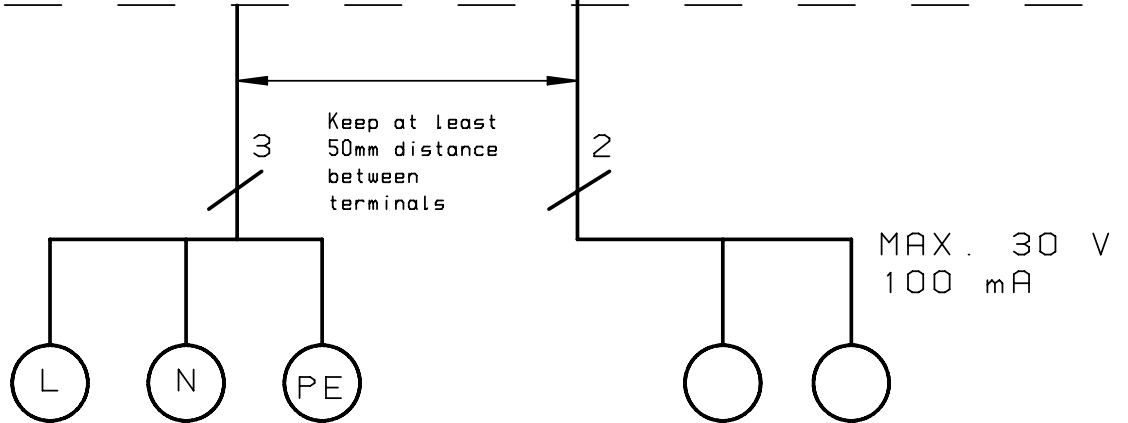 3
Keep at least
50mm distance
between
terminals
2
MAX. 30 V
100 mA
L
N
PE